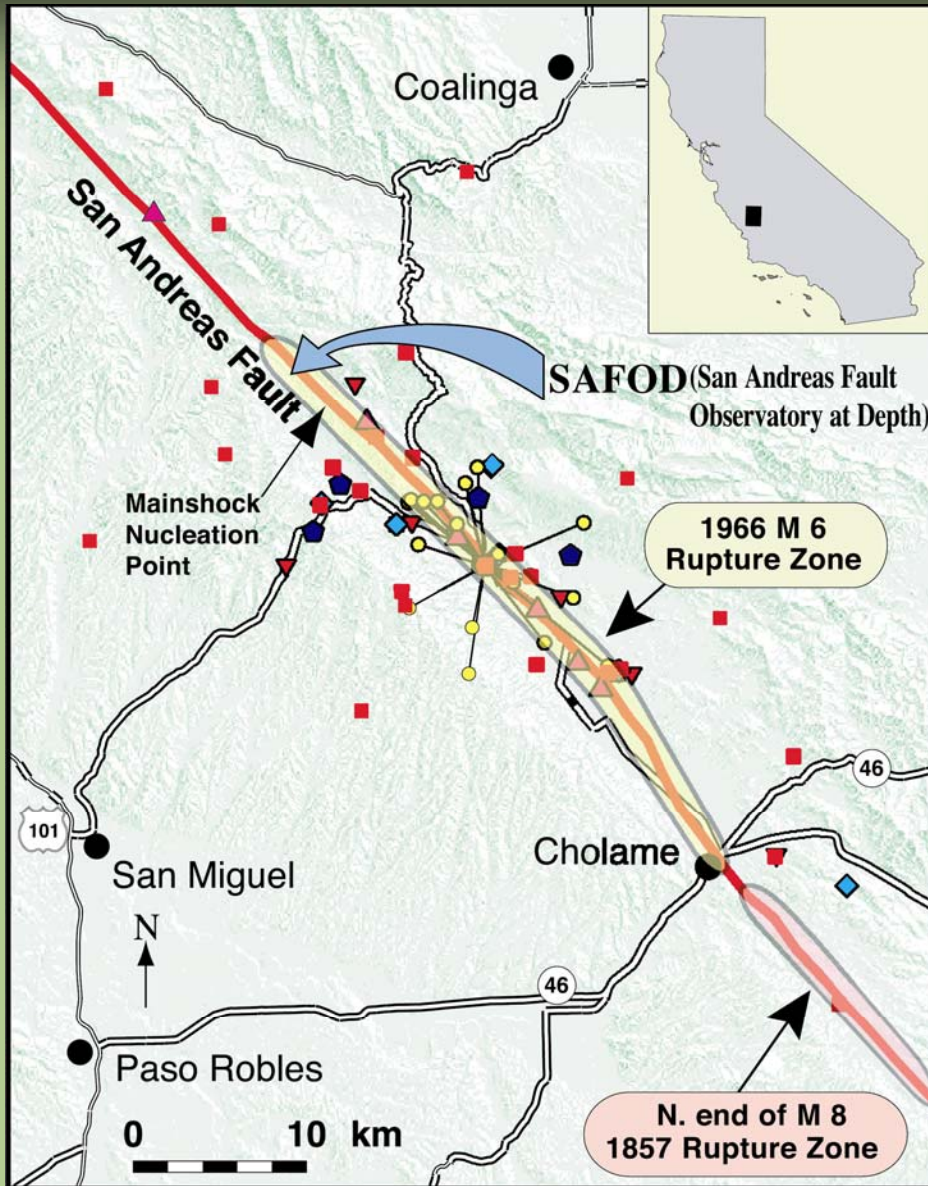 Coalinga
San Andreas Fault
SAFOD (San Andreas Fault
Observatory at Depth)
Mainshock
Nucleation
Point
1966 M 6
Rupture Zone
46
101
Cholame
San Miguel
N
46
Paso Robles
0 10 km
N. end of M 8
1857 Rupture Zone